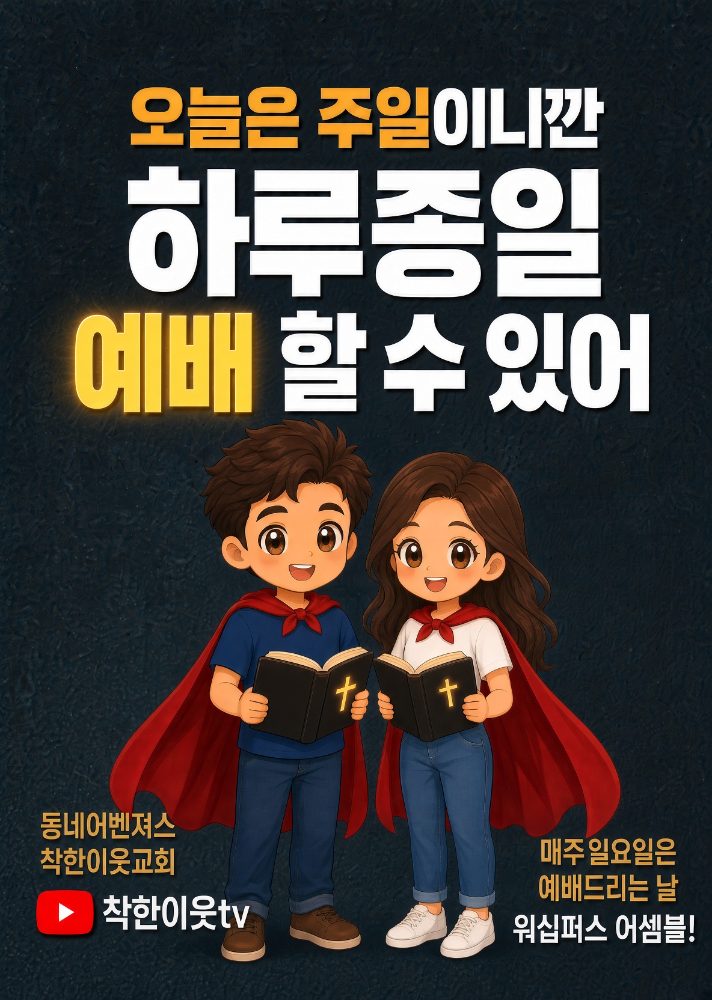 오늘은 주일이니깐
하루종일
예배 할 수 있어
동네어벤져스
착한이웃교회
착한이웃tv
매주 일요일은
예배드리는 날
워십퍼스 어셈블!